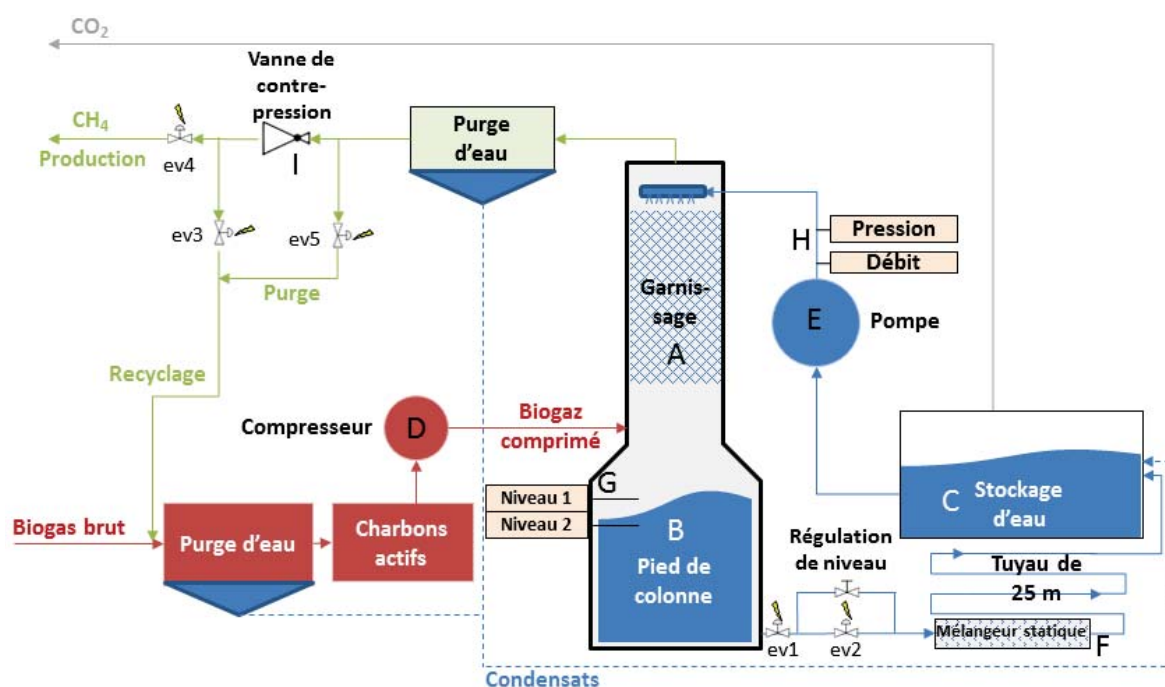 CO2
Vanne de
contre-
pression
CH4
Production
ev4
I
Purge
d'eau
ev3
ev5
Purge
Recyclage
H
Pression
Débit
E
Pompe
Garnis-
sage
A
Compresseur
D
Biogaz
comprimé
G
Niveau 1
Niveau 2
B
Pied de
colonne
C
Stockage
d'eau
Biogas brut
Purge d'eau
Charbons
actifs
Régulation
de niveau
Tuyau de
25 m
ev1
ev2
Mélangeur statique
F
Condensats